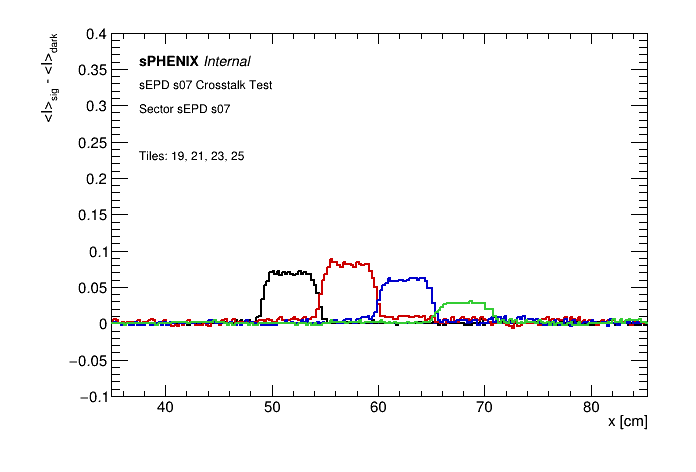 0.4
<I>sig - <I>dark
0.35
sPHENIX Internal
sEPD s07 Crosstalk Test
0.3
Sector sEPD s07
0.25
Tiles: 19, 21, 23, 25
0.2
0.15
0.1
0.05
0
−0.05
−0.1
40 50 60 70 80
x [cm]